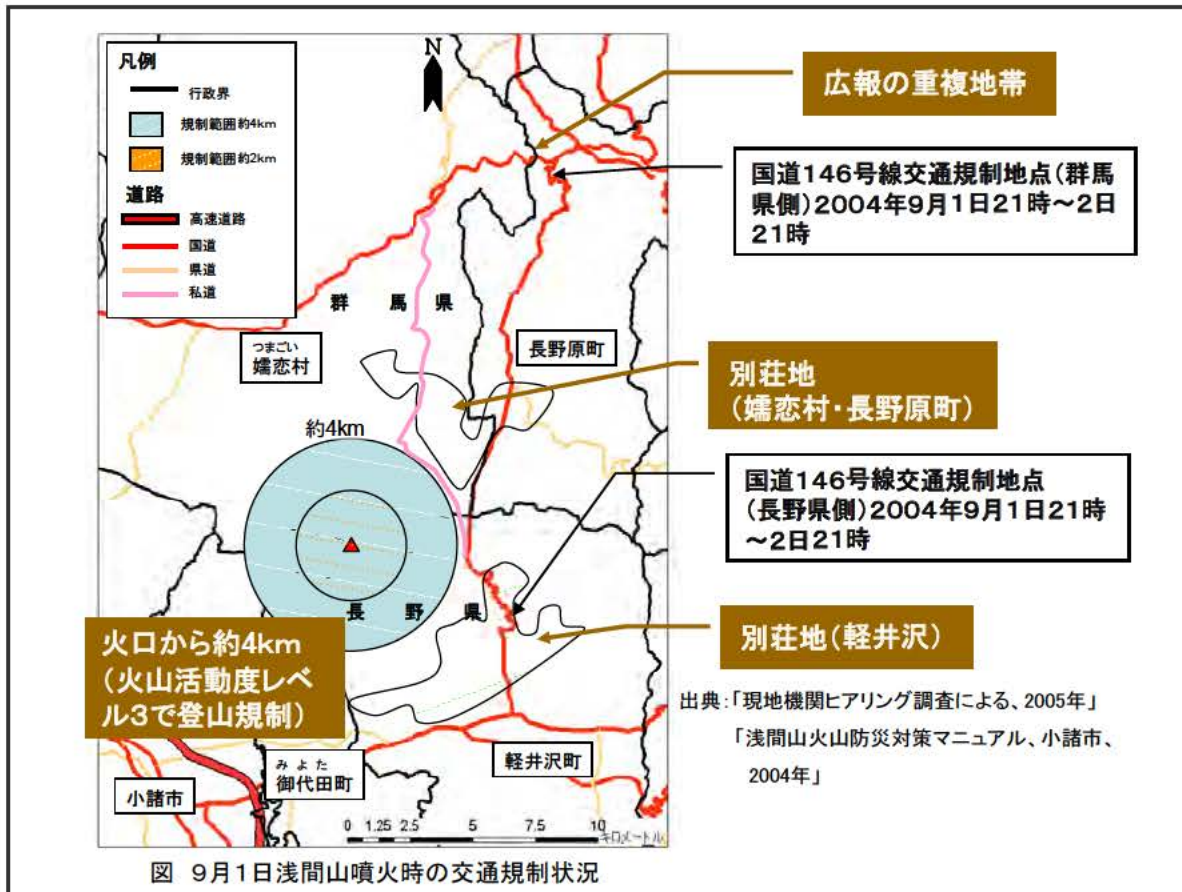 凡例
行政界
規制範囲約4km
規制範囲約2km
道路
高速道路
国道
県道
私道
N
広報の重複地帯
国道146号線交通規制地点(群馬
県側)2004年9月1日21時～2日
21時
群 馬 県
つまごい
嬬恋村
長野原町
別荘地
(嬬恋村・長野原町)
約4km
国道146号線交通規制地点
(長野県側)2004年9月1日21時
～2日21時
長 野 県
火口から約4km
(火山活動度レベ
ル3で登山規制)
別荘地(軽井沢)
出典:「現地機関ヒアリング調査による、2005年」
「浅間山火山防災対策マニュアル、小諸市、
2004年」
みよた
御代田町
軽井沢町
小諸市
0 1.25 2.5 5 7.5 10
キロメートル
図 9月1日浅間山噴火時の交通規制状況